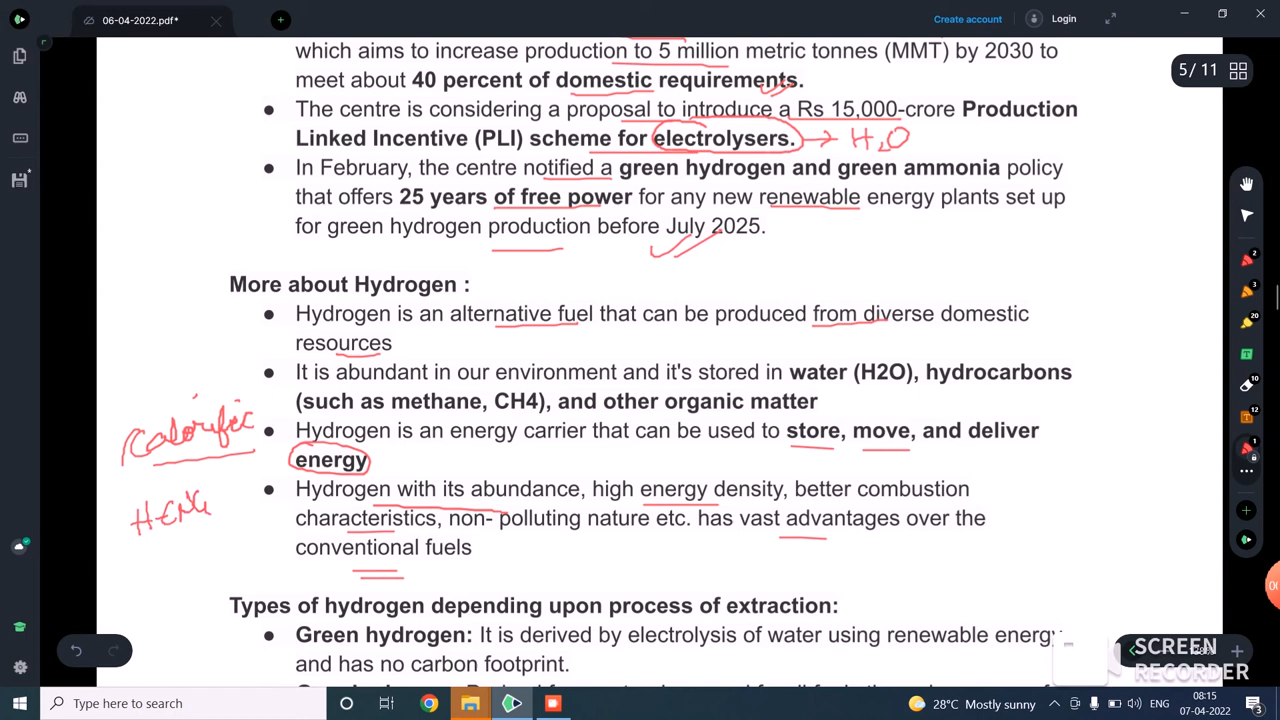 06-04-2022.pdf*
Create account
Login
which aims to increase production to 5 million metric tonnes (MMT) by 2030 to
5 / 11
meet about 40 percent of domestic requirements.
● The centre is considering a proposal to introduce a Rs 15,000-crore Production
Linked Incentive (PLI) scheme for electrolysers. → H2O
● In February, the centre notified a green hydrogen and green ammonia policy
that offers 25 years of free power for any new renewable energy plants set up
for green hydrogen production before July 2025.
More about Hydrogen :
● Hydrogen is an alternative fuel that can be produced from diverse domestic
resources
● It is abundant in our environment and it's stored in water (H2O), hydrocarbons
(such as methane, CH4), and other organic matter
Calorific
● Hydrogen is an energy carrier that can be used to store, move, and deliver
energy
● Hydrogen with its abundance, high energy density, better combustion
characteristics, non- polluting nature etc. has vast advantages over the
conventional fuels
Types of hydrogen depending upon process of extraction:
● Green hydrogen: It is derived by electrolysis of water using renewable energy
and has no carbon footprint.
SCREEN
RECORDER
Type here to search
28°C Mostly sunny
ENG
08:15
07-04-2022